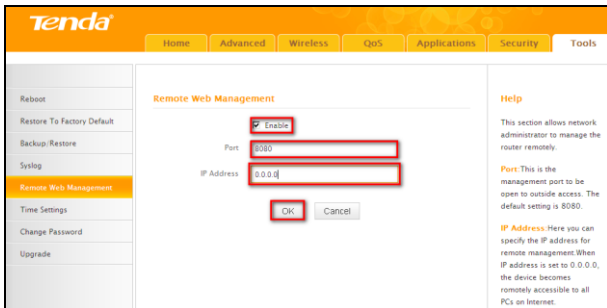 Tenda
Home Advanced Wireless QoS Applications Security Tools
Reboot
Restore To Factory Default
Backup/Restore
Syslog
Remote Web Management
Time Settings
Change Password
Upgrade
Remote Web Management
Enable
Port 8080
IP Address 0.0.0.0
OK Cancel
Help
This section allows network
administrator to manage the
router remotely.
Port:This is the
management port to be
open to outside access. The
default setting is 8080.
IP Address:Here you can
specify the IP address for
remote management.When
IP address is set to 0.0.0.0,
the device becomes
romotely accessible to all
PCs on Internet.